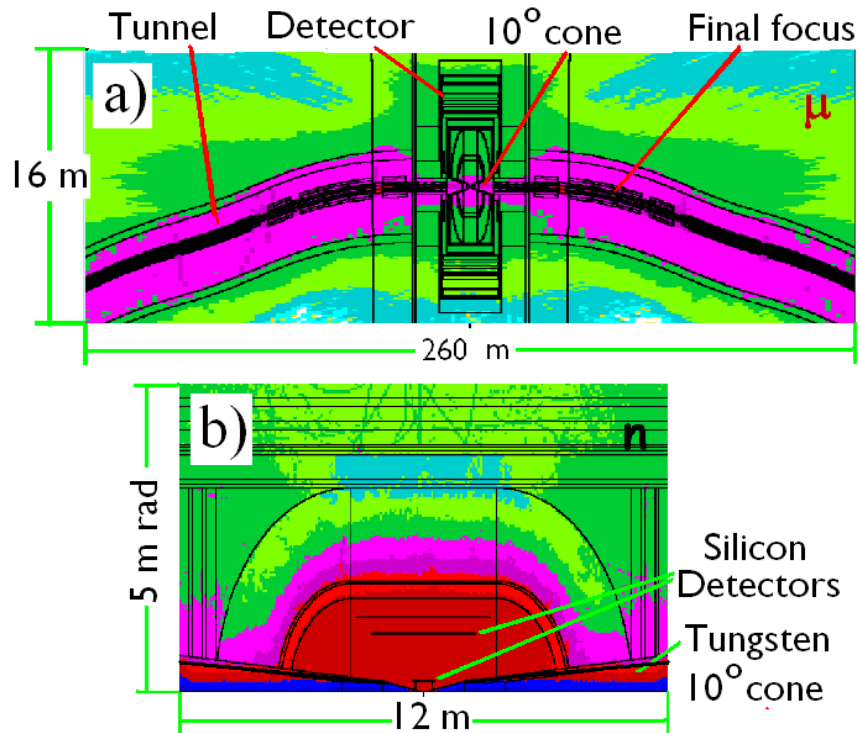 Tunnel
Detector
10° cone
Final focus
a)
μ
16 m
260 m
b)
n
5 m rad
Silicon
Detectors
Tungsten
10° cone
12 m